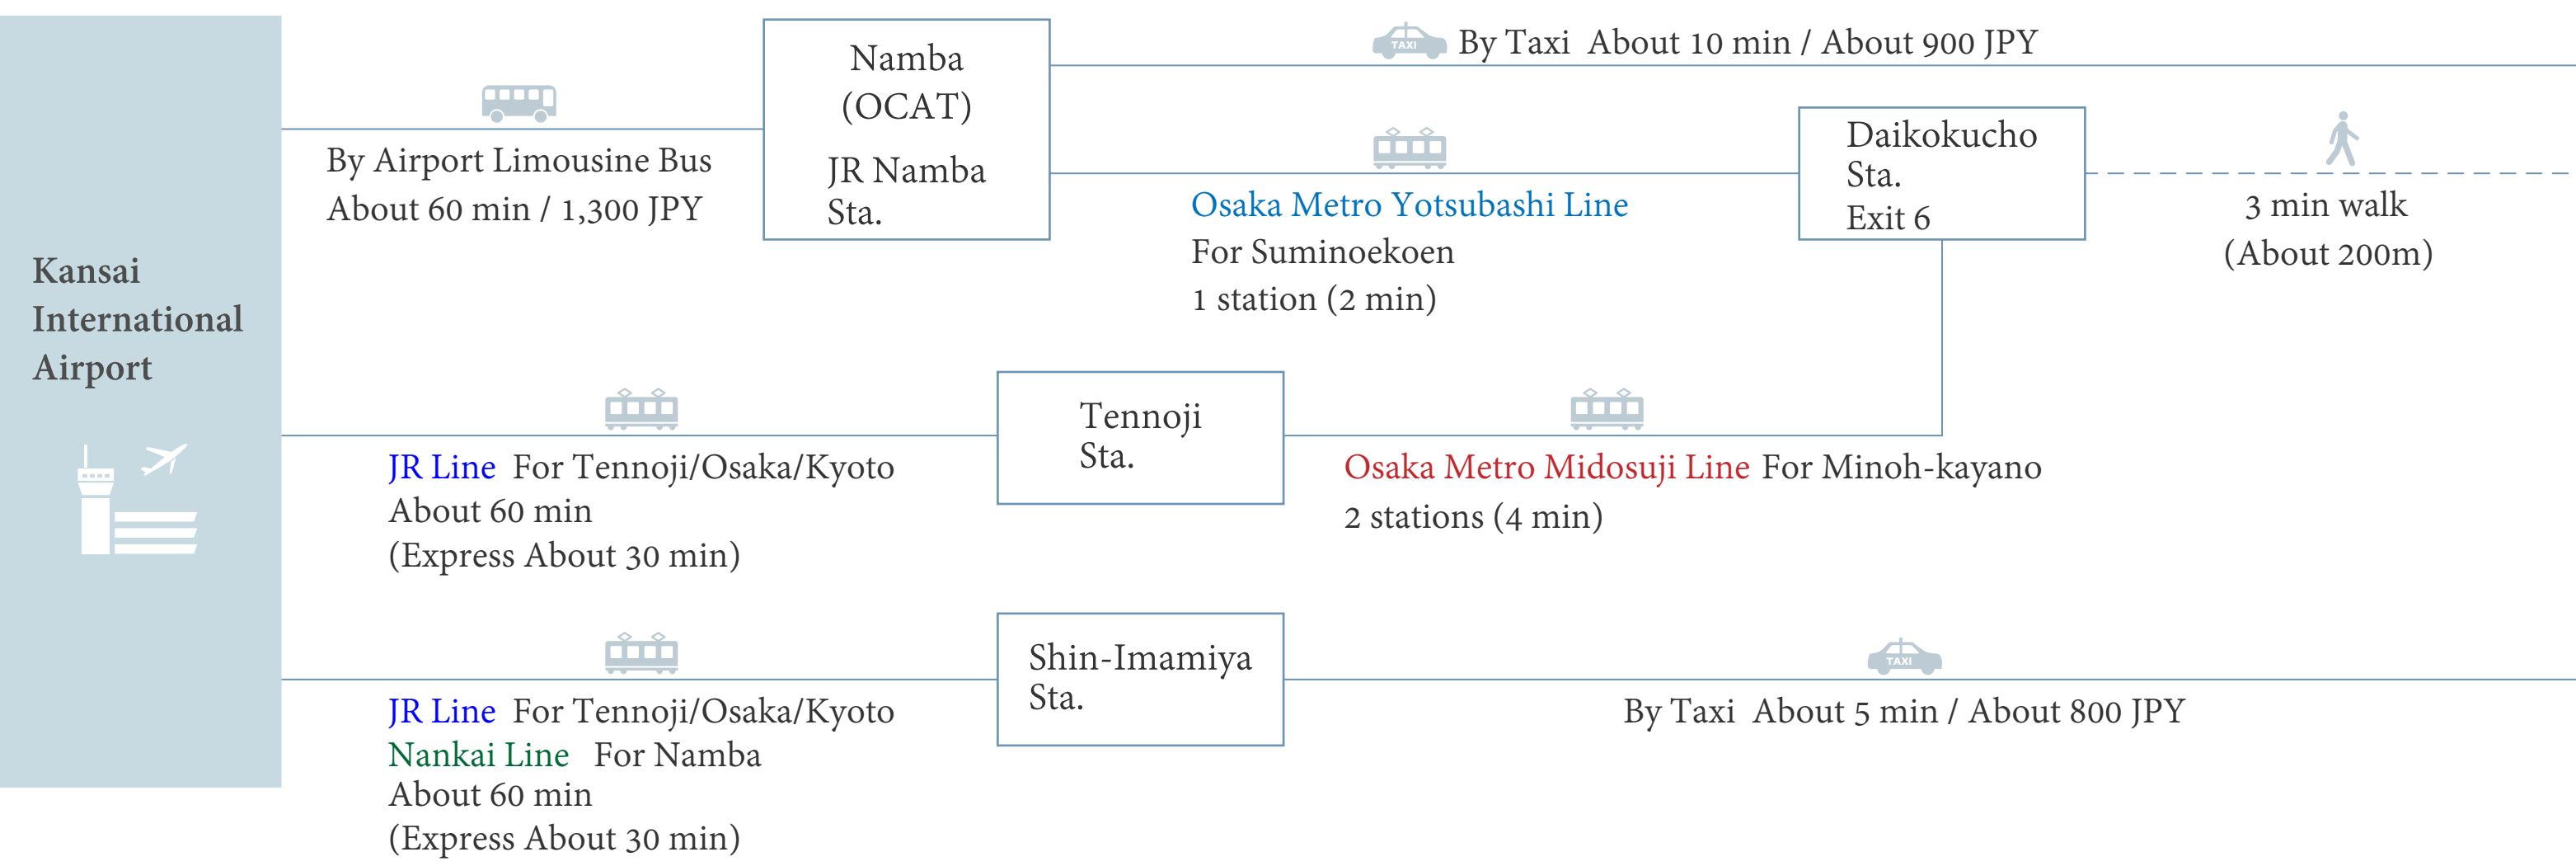 Kansai
International
Airport
By Airport Limousine Bus
About 60 min / 1,300 JPY
Namba
(OCAT)
JR Namba
Sta.
TAXI
By Taxi About 10 min / About 900 JPY
Osaka Metro Yotsubashi Line
For Suminoekoen
1 station (2 min)
Daikokucho
Sta.
Exit 6
3 min walk
(About 200m)
JR Line For Tennoji/Osaka/Kyoto
About 60 min
(Express About 30 min)
Tennoji
Sta.
Osaka Metro Midosuji Line For Minoh-kayano
2 stations (4 min)
JR Line For Tennoji/Osaka/Kyoto
Nankai Line For Namba
About 60 min
(Express About 30 min)
Shin-Imamiya
Sta.
TAXI
By Taxi About 5 min / About 800 JPY